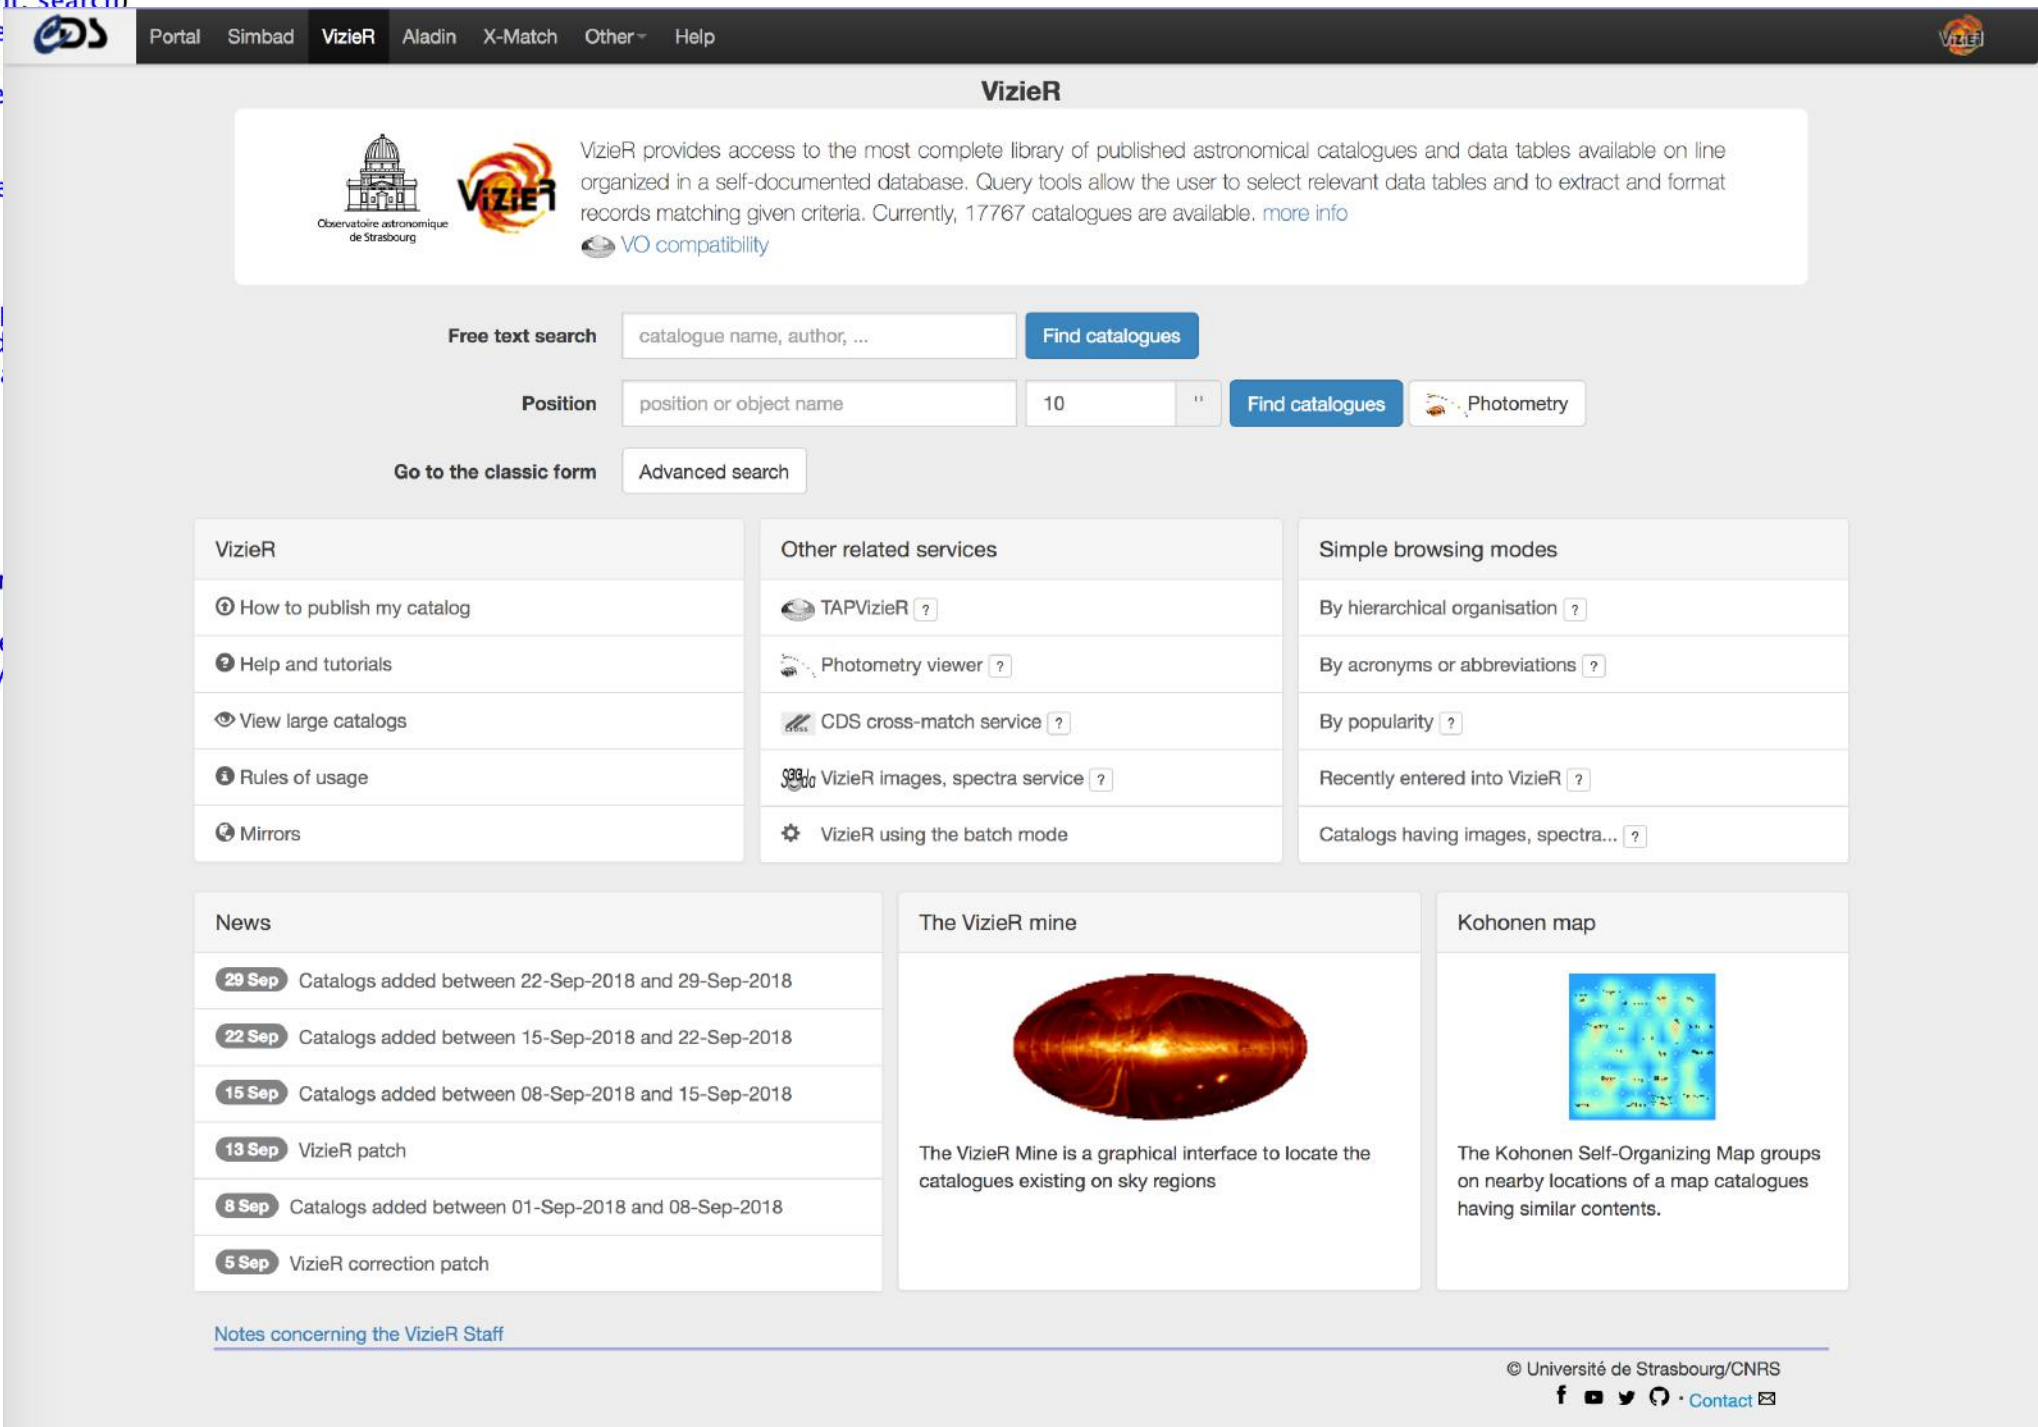 Portal Simbad VizieR Aladin X-Match Other Help
VizieR
VizieR
Observatoire astronomique
de Strasbourg
VizieR
VizieR provides access to the most complete library of published astronomical catalogues and data tables available on line
organized in a self-documented database. Query tools allow the user to select relevant data tables and to extract and format
records matching given criteria. Currently, 17767 catalogues are available. more info
VO compatibility
Free text search catalogue name, author, ... Find catalogues
Position position or object name 10 " Find catalogues Photometry
Go to the classic form Advanced search
VizieR
How to publish my catalog
Help and tutorials
View large catalogs
Rules of usage
Mirrors
Other related services
TAPVizieR ?
Photometry viewer ?
CDS cross-match service ?
VizieR images, spectra service ?
VizieR using the batch mode
Simple browsing modes
By hierarchical organisation ?
By acronyms or abbreviations ?
By popularity ?
Recently entered into VizieR ?
Catalogs having images, spectra... ?
News
29 Sep Catalogs added between 22-Sep-2018 and 29-Sep-2018
22 Sep Catalogs added between 15-Sep-2018 and 22-Sep-2018
15 Sep Catalogs added between 08-Sep-2018 and 15-Sep-2018
13 Sep VizieR patch
8 Sep Catalogs added between 01-Sep-2018 and 08-Sep-2018
5 Sep VizieR correction patch
The VizieR mine
The VizieR Mine is a graphical interface to locate the
catalogues existing on sky regions
Kohonen map
The Kohonen Self-Organizing Map groups
on nearby locations of a map catalogues
having similar contents.
Notes concerning the VizieR Staff
© Université de Strasbourg/CNRS
· Contact